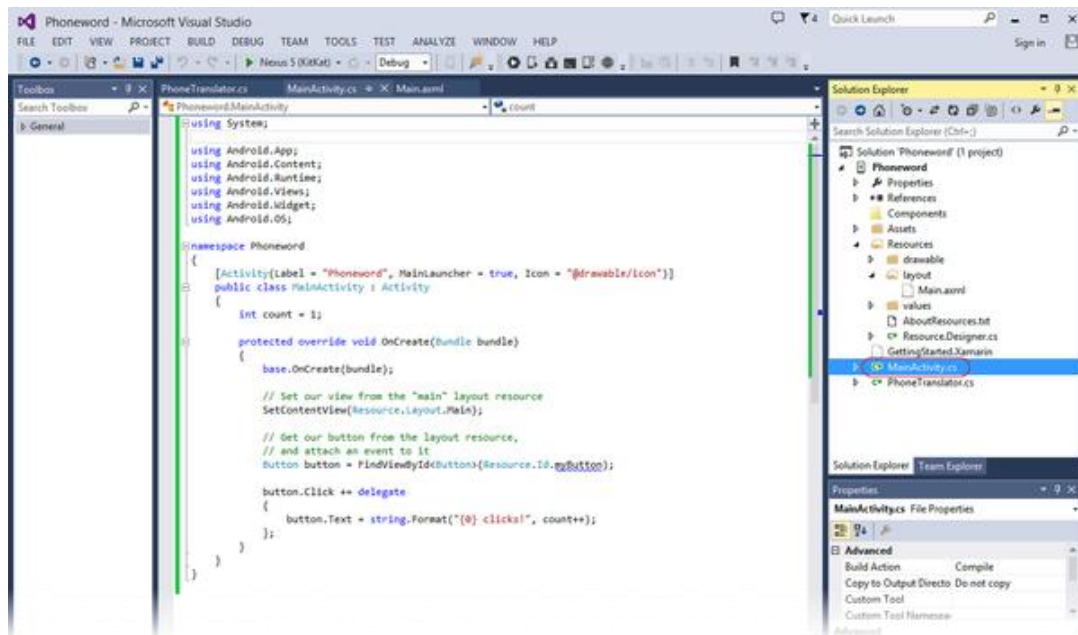 Phoneword - Microsoft Visual Studio
4
Quick Launch
FILE EDIT VIEW PROJECT BUILD DEBUG TEAM TOOLS TEST ANALYZE WINDOW HELP
Sign in
Nexus 5 (KitKat)
Debug
Toolbox
PhoneTranslator.cs
MainActivity.cs
Main.axml
Solution Explorer
Search Toolbox
Phoneword.MainActivity
count
General
Search Solution Explorer (Ctrl+;)
using System;
using Android.App;
using Android.Content;
using Android.Runtime;
using Android.Views;
using Android.Widget;
using Android.OS;
namespace Phoneword
{
[Activity(Label = "Phoneword", MainLauncher = true, Icon = "@drawable/icon")]
public class MainActivity : Activity
{
int count = 1;
protected override void OnCreate(Bundle bundle)
{
base.OnCreate(bundle);
// Set our view from the "main" layout resource
SetContentView(Resource.Layout.Main);
// Get our button from the layout resource,
// and attach an event to it
Button button = FindViewById<Button>(Resource.Id.myButton);
button.Click += delegate
{
button.Text = string.Format("{0} clicks!", count++);
};
}
}
}
Solution 'Phoneword' (1 project)
Phoneword
Properties
References
Components
Assets
Resources
drawable
layout
Main.axml
values
AboutResources.txt
Resource.Designer.cs
GettingStarted.Xamarin
MainActivity.cs
PhoneTranslator.cs
Solution Explorer
Team Explorer
Properties
MainActivity.cs File Properties
Advanced
Build Action Compile
Copy to Output Directo Do not copy
Custom Tool
Custom Tool Namespa
Advanced